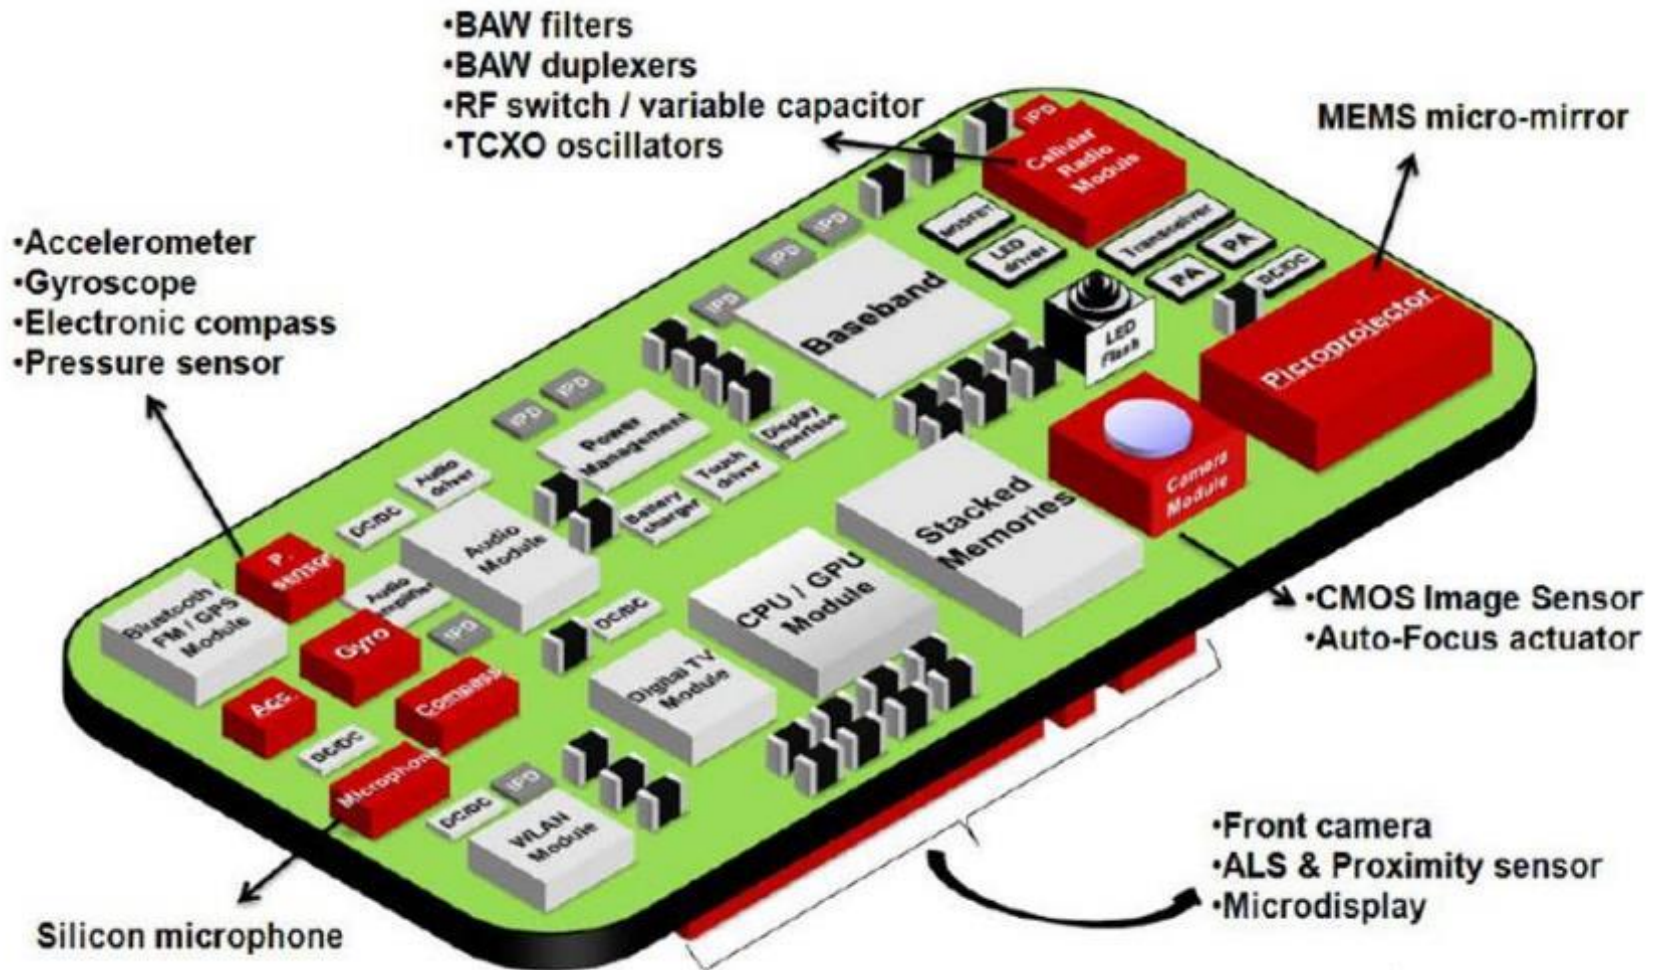 •BAW filters
•BAW duplexers
•RF switch / variable capacitor
•TCXO oscillators
MEMS micro-mirror
•Accelerometer
•Gyroscope
•Electronic compass
•Pressure sensor
IPD
Cellular
Radio
Module
MOSFET
LED
driver
Transceiver
PA
PA
DC/DC
IPD
IPD
IPD
Baseband
LED
Flash
Picroprojector
IPD
IPD
Power
Management
Display
Interface
Touch
driver
Battery
charger
Camera
Module
Stacked
Memories
Audio
driver
DC/DC
Audio
Module
P.
sensor
Audio
amplifier
Bluetooth /
FM / GPS
Module
Gyro
IPD
DC/DC
CPU / GPU
Module
Digital TV
Module
Acc.
Compass
DC/DC
Microphone
DC/DC
IPD
WLAN
Module
•CMOS Image Sensor
•Auto-Focus actuator
•Front camera
•ALS & Proximity sensor
•Microdisplay
Silicon microphone